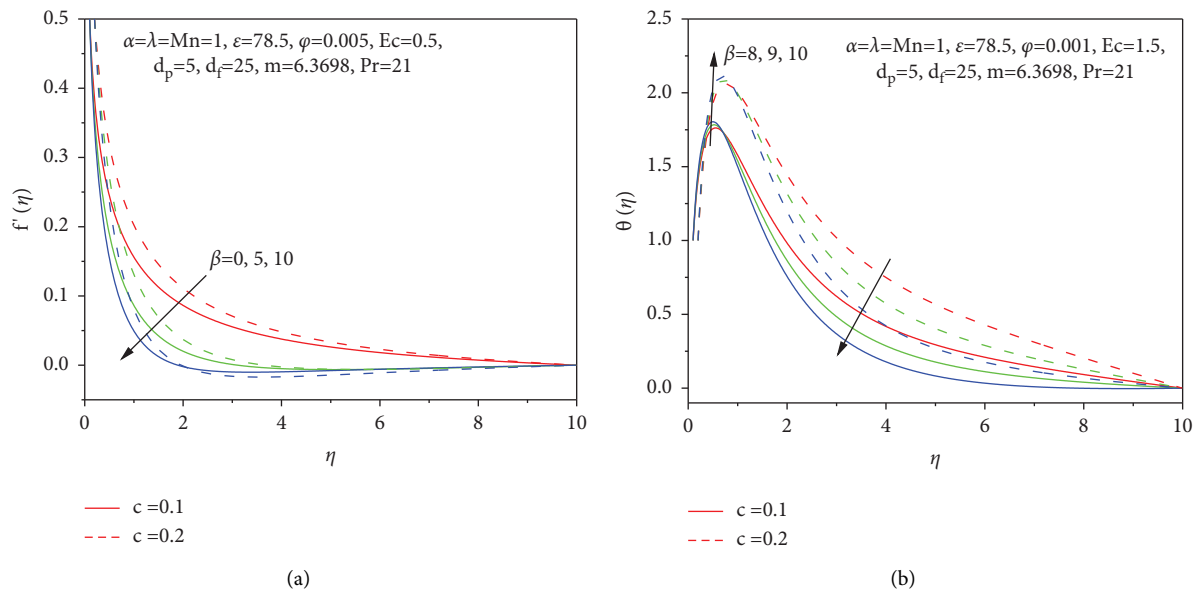 α=λ=Mn=1, ε=78.5, φ=0.005, Ec=0.5,
d_p=5, d_f=25, m=6.3698, Pr=21
β=0, 5, 10
f' (η)
0.5
0.4
0.3
0.2
0.1
0.0
0 2 4 6 8 10
η
c =0.1
c =0.2
(a)
α=λ=Mn=1, ε=78.5, φ=0.001, Ec=1.5,
d_p=5, d_f=25, m=6.3698, Pr=21
β=8, 9, 10
θ (η)
2.5
2.0
1.5
1.0
0.5
0.0
0 2 4 6 8 10
η
c =0.1
c =0.2
(b)